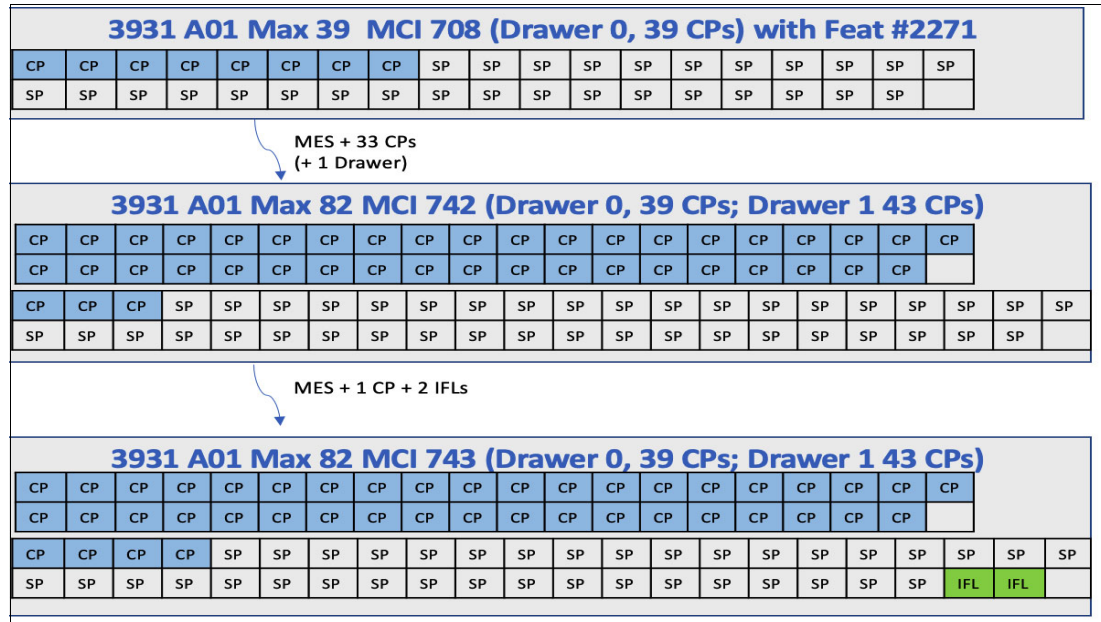 3931 A01 Max 39 MCI 708 (Drawer 0, 39 CPs) with Feat #2271
CP CP CP CP CP CP CP CP SP SP SP SP SP SP SP SP SP SP SP
SP SP SP SP SP SP SP SP SP SP SP SP SP SP SP SP SP SP
MES + 33 CPs
(+ 1 Drawer)
3931 A01 Max 82 MCI 742 (Drawer 0, 39 CPs; Drawer 1 43 CPs)
CP CP CP CP CP CP CP CP CP CP CP CP CP CP CP CP CP CP CP CP
CP CP CP CP CP CP CP CP CP CP CP CP CP CP CP CP CP CP CP
CP CP CP SP SP SP SP SP SP SP SP SP SP SP SP SP SP SP SP SP SP SP
SP SP SP SP SP SP SP SP SP SP SP SP SP SP SP SP SP SP SP SP SP
MES + 1 CP + 2 IFLs
3931 A01 Max 82 MCI 743 (Drawer 0, 39 CPs; Drawer 1 43 CPs)
CP CP CP CP CP CP CP CP CP CP CP CP CP CP CP CP CP CP CP CP
CP CP CP CP CP CP CP CP CP CP CP CP CP CP CP CP CP CP CP
CP CP CP CP SP SP SP SP SP SP SP SP SP SP SP SP SP SP SP SP SP SP
SP SP SP SP SP SP SP SP SP SP SP SP SP SP SP SP SP SP SP IFL IFL